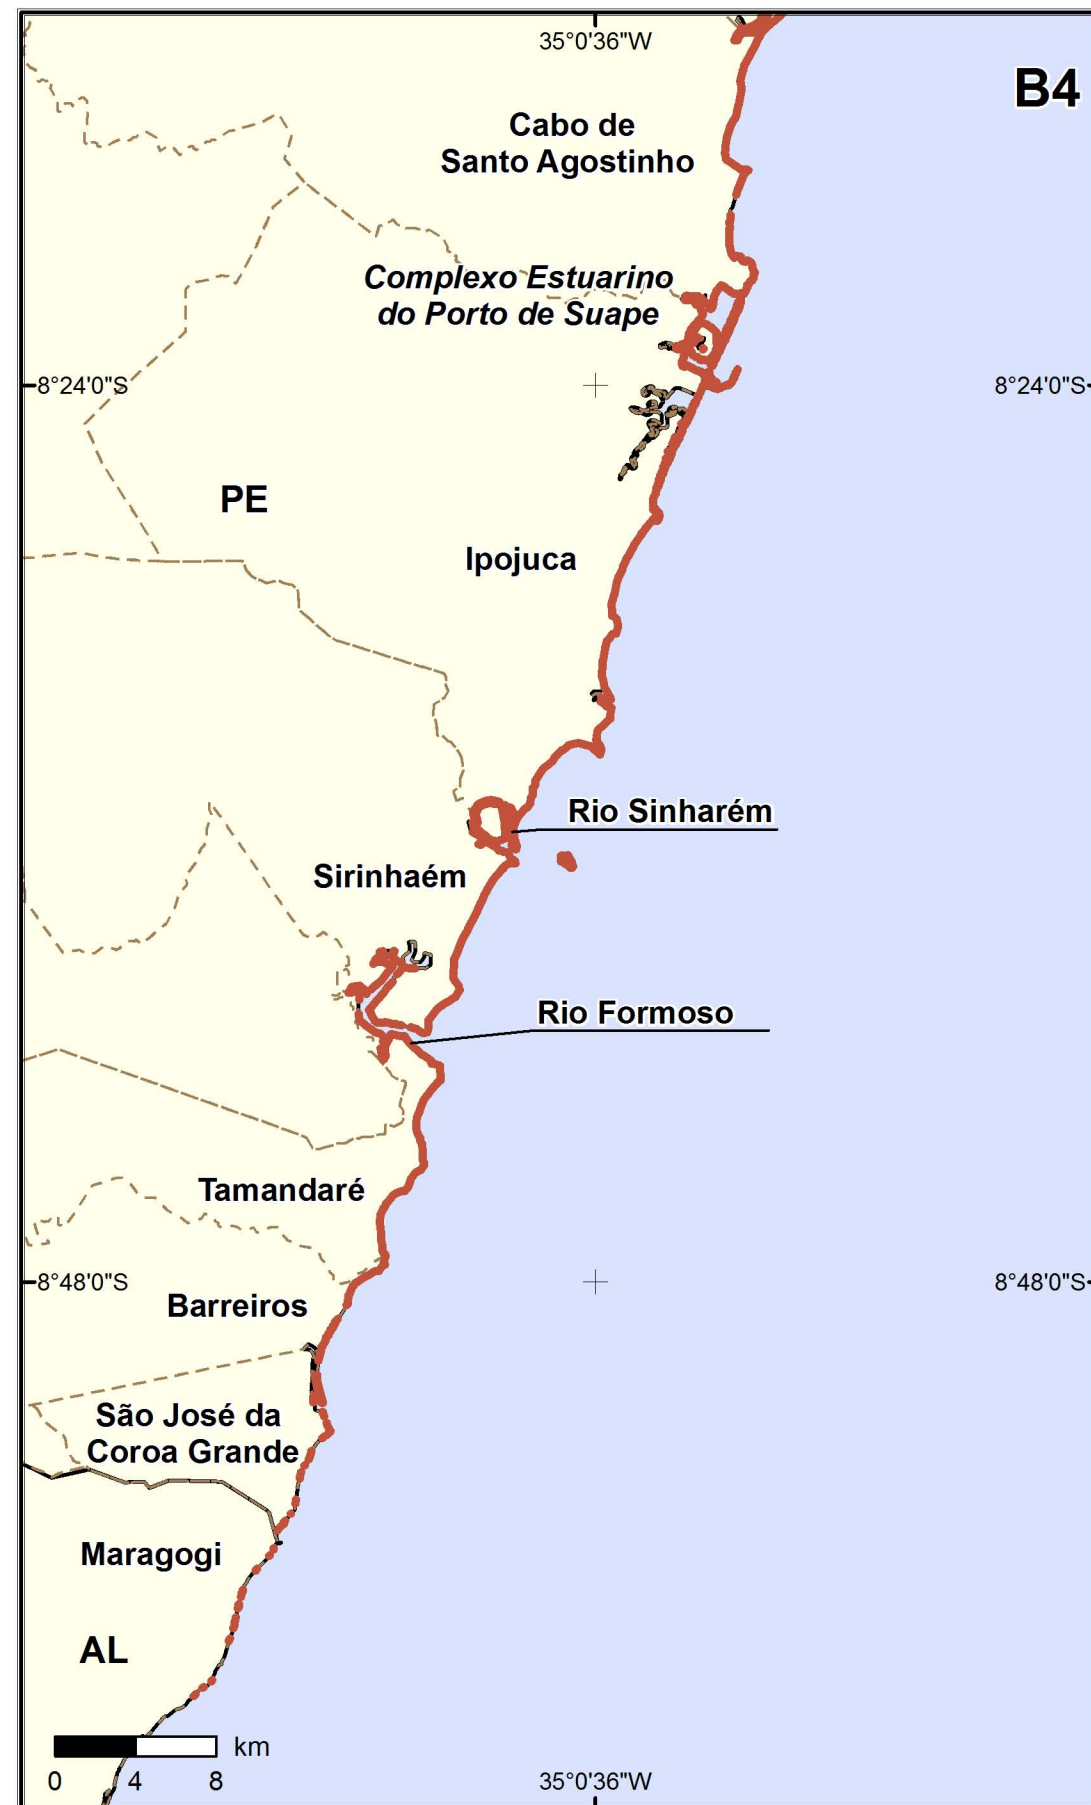 35°0'36"W
B4
Cabo de
Santo Agostinho
Complexo Estuarino
do Porto de Suape
8°24'0"S
8°24'0"S
PE
Ipojuca
Rio Sinharém
Sirinhaém
Rio Formoso
Tamandaré
8°48'0"S
8°48'0"S
Barreiros
São José da
Coroa Grande
Maragogi
AL
km
0 4 8
35°0'36"W